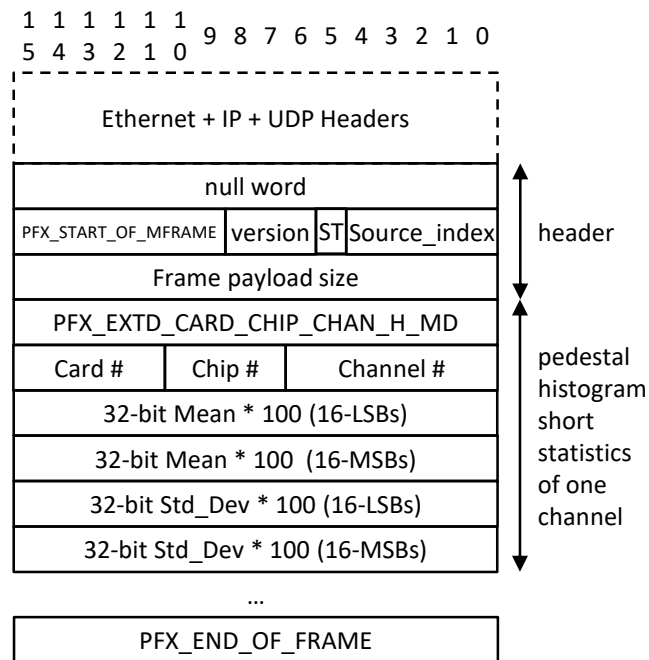 1 1 1 1 1 1 9 8 7 6 5 4 3 2 1 0
5 4 3 2 1 0
Ethernet + IP + UDP Headers
null word
PFX_START_OF_MFRAME version ST Source_index
header
Frame payload size
PFX_EXTD_CARD_CHIP_CHAN_H_MD
Card # Chip # Channel #
32-bit Mean * 100 (16-LSBs)
32-bit Mean * 100 (16-MSBs)
32-bit Std_Dev * 100 (16-LSBs)
32-bit Std_Dev * 100 (16-MSBs)
pedestal
histogram
short
statistics
of one
channel
...
PFX_END_OF_FRAME